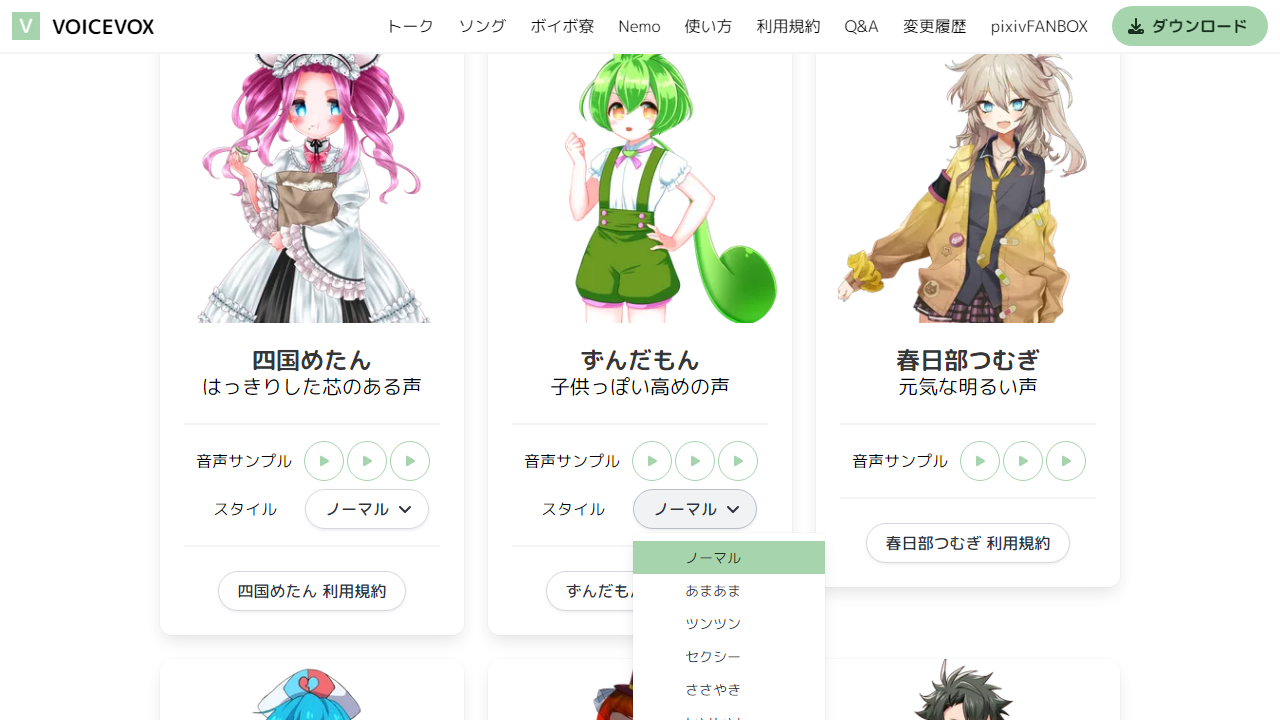 V VOICEVOX
トーク ソング ボイボ寮 Nemo 使い方 利用規約 Q&A 変更履歴 pixivFANBOX ダウンロード
四国めたん
はっきりした芯のある声
音声サンプル
スタイル ノーマル
四国めたん 利用規約
ずんだもん
子供っぽい高めの声
音声サンプル
スタイル ノーマル
ノーマル
あまあま
ツンツン
セクシー
ささやき
ずんだもん
春日部つむぎ
元気な明るい声
音声サンプル
春日部つむぎ 利用規約